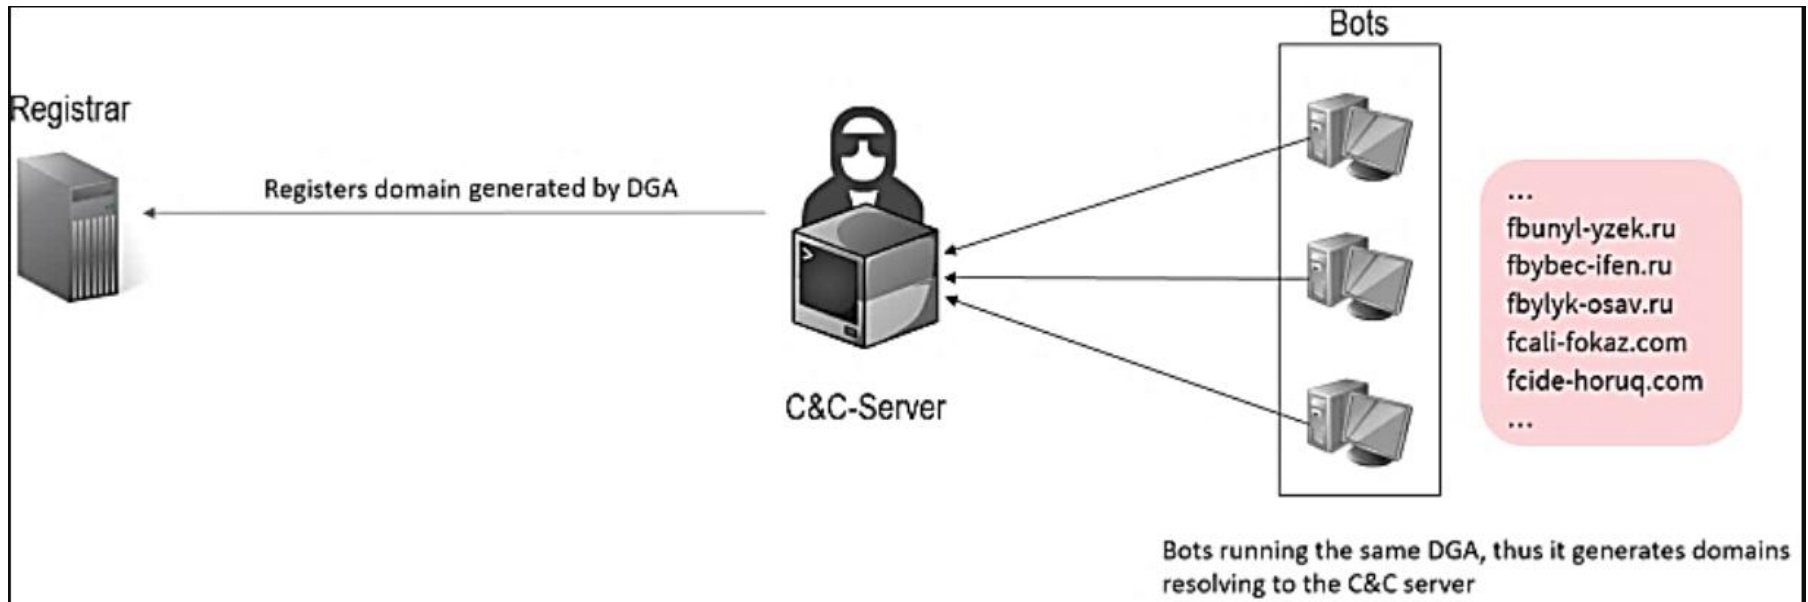 Bots
Registrar
Registers domain generated by DGA
C&C-Server
...
fbunyl-yzek.ru
fbybec-ifen.ru
fbylyk-osav.ru
fcali-fokaz.com
fcide-horuq.com
...
Bots running the same DGA, thus it generates domains
resolving to the C&C server